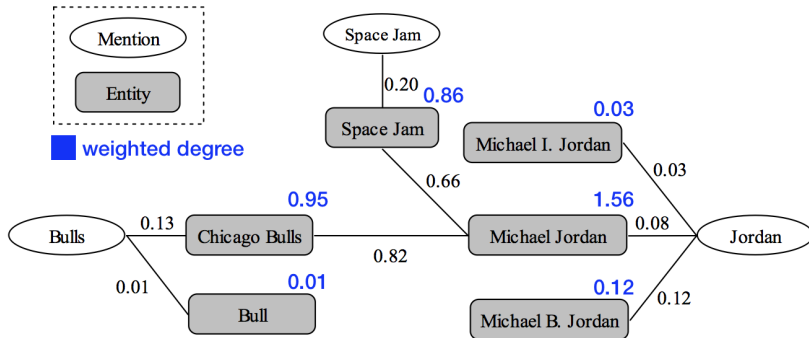 Mention
Entity
weighted degree
Space Jam
0.20
0.86
Space Jam
0.03
Michael I. Jordan
0.66
0.03
0.95
1.56
Bulls
0.13
Chicago Bulls
0.82
Michael Jordan
0.08
Jordan
0.01
0.01
Bull
0.12
Michael B. Jordan
0.12